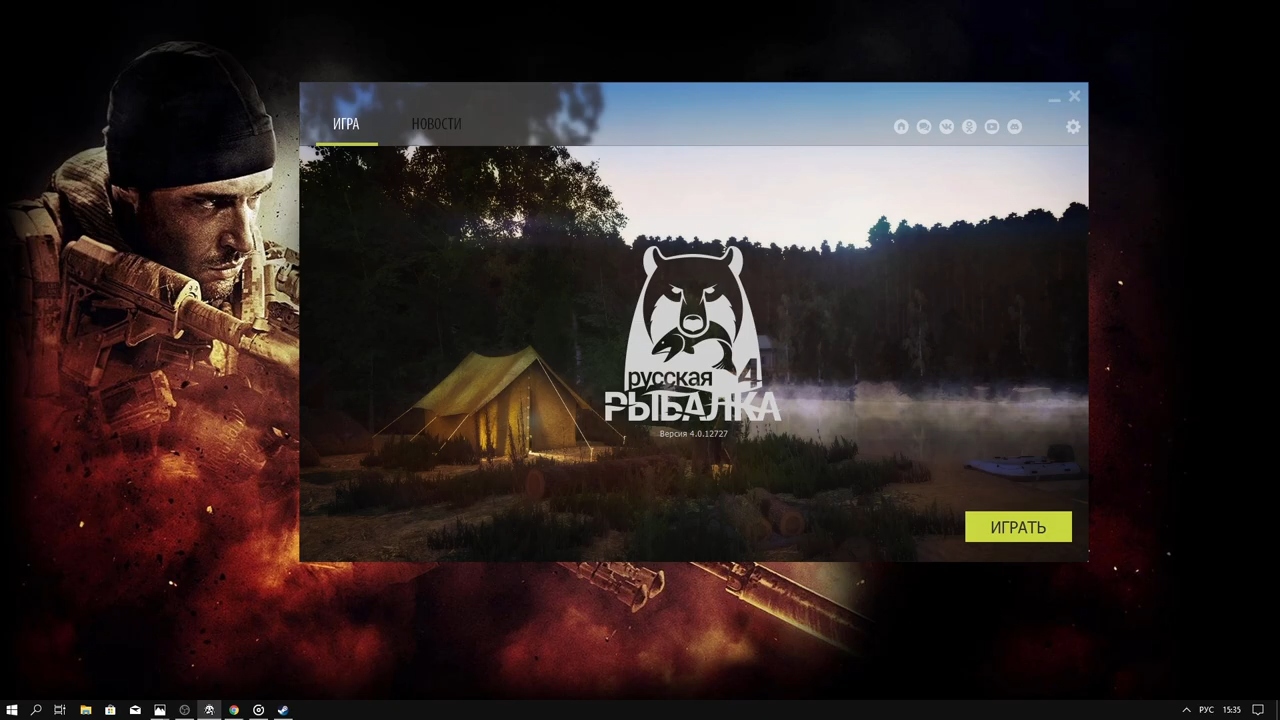 ИГРА
НОВОСТИ
русская 4
РЫБАЛКА
Версия 4.0.12727
ИГРАТЬ
РУС
15:35